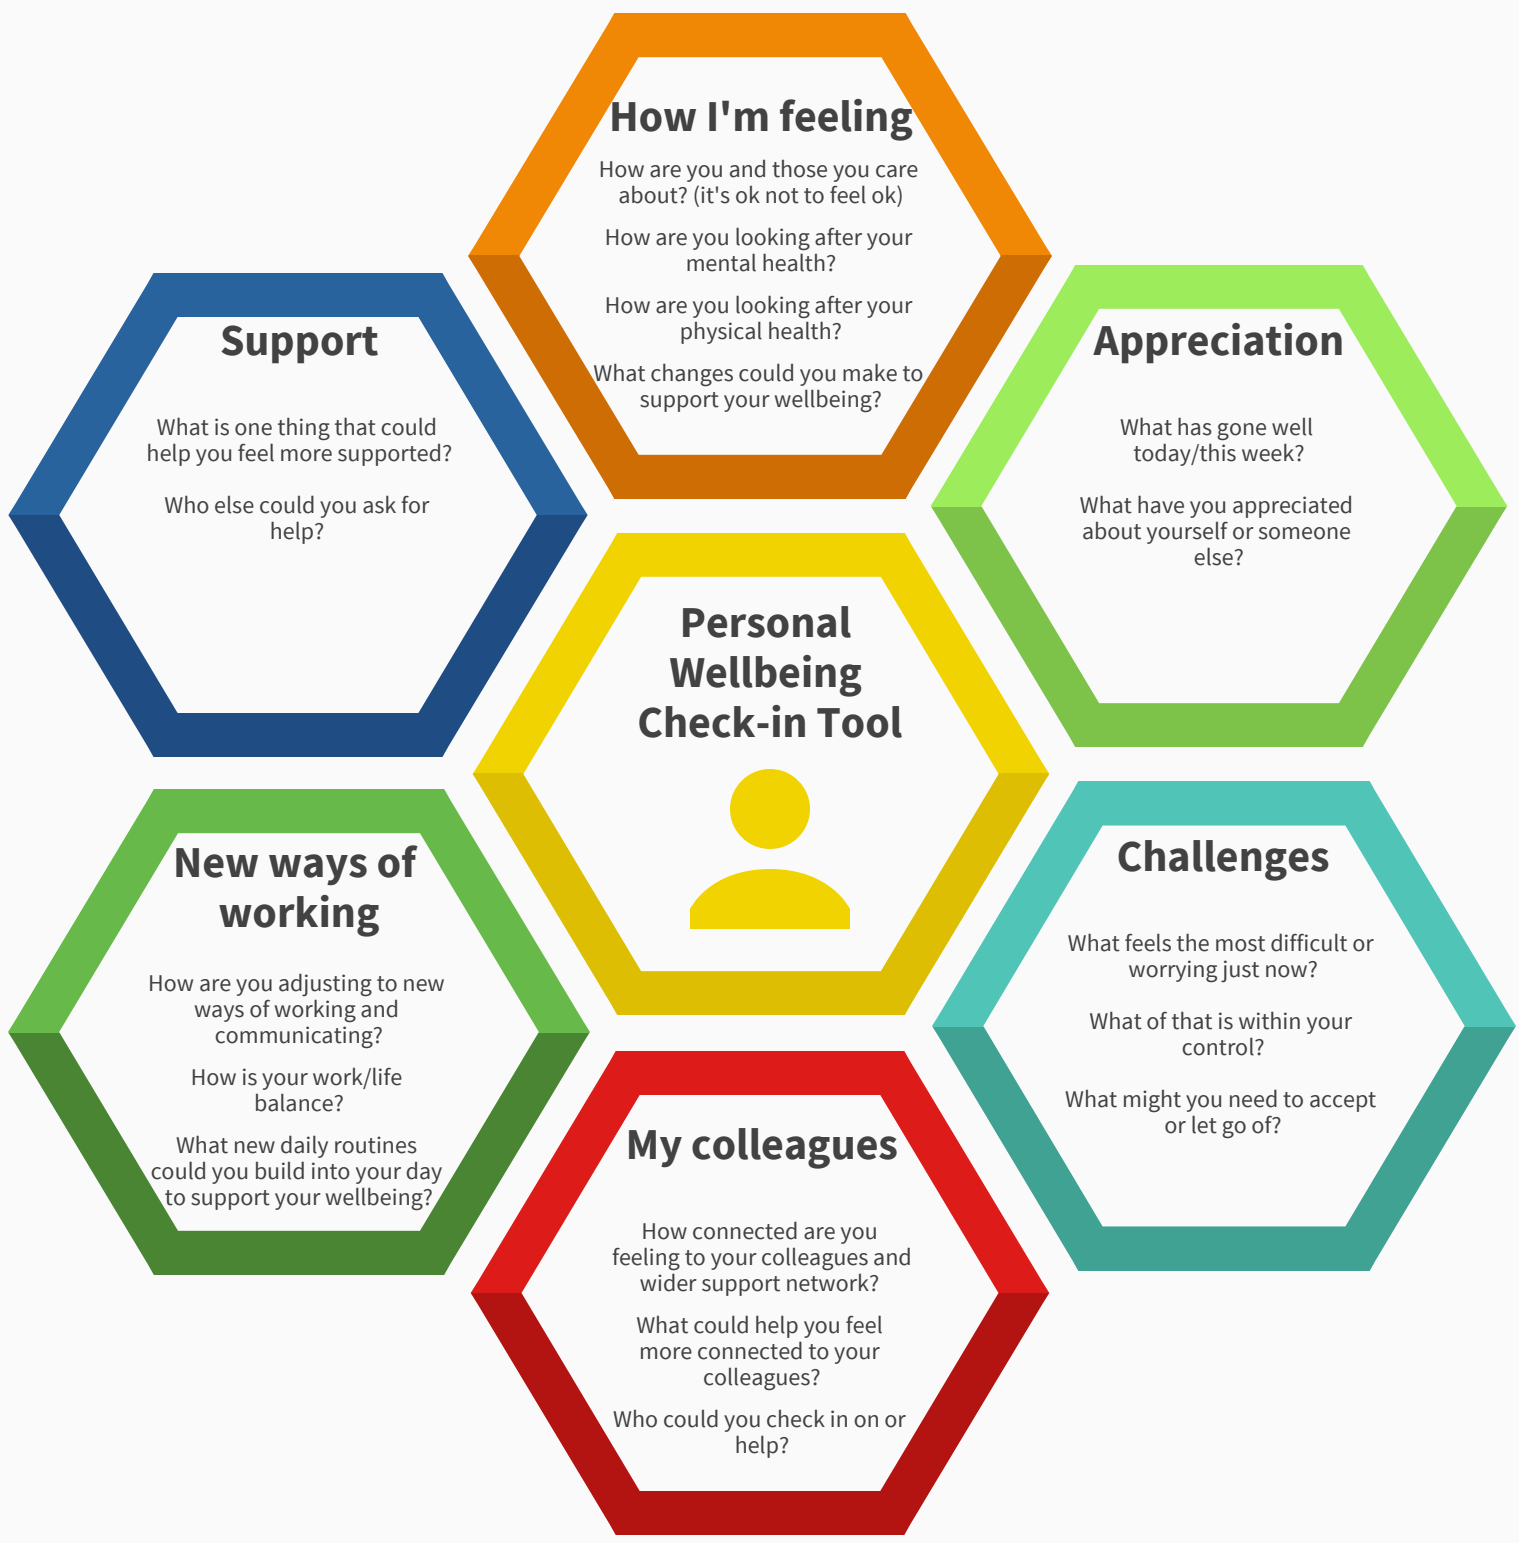 How I'm feeling
How are you and those you care
about? (it's ok not to feel ok)
How are you looking after your
mental health?
How are you looking after your
physical health?
What changes could you make to
support your wellbeing?
Support
What is one thing that could
help you feel more supported?
Who else could you ask for
help?
Appreciation
What has gone well
today/this week?
What have you appreciated
about yourself or someone
else?
Personal
Wellbeing
Check-in Tool
New ways of
working
How are you adjusting to new
ways of working and
communicating?
How is your work/life
balance?
What new daily routines
could you build into your day
to support your wellbeing?
Challenges
What feels the most difficult or
worrying just now?
What of that is within your
control?
What might you need to accept
or let go of?
My colleagues
How connected are you
feeling to your colleagues and
wider support network?
What could help you feel
more connected to your
colleagues?
Who could you check in on or
help?